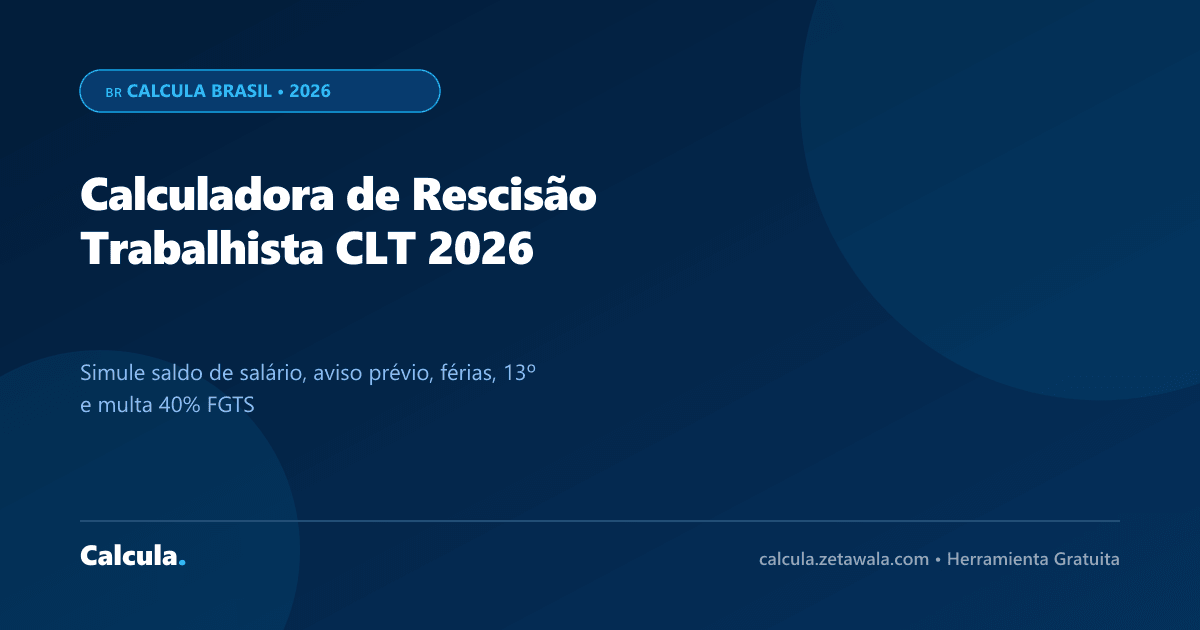 BR CALCULA BRASIL • 2026
Calculadora de Rescisão
Trabalhista CLT 2026
Simule saldo de salário, aviso prévio, férias, 13º
e multa 40% FGTS
Calcula.
calcula.zetawala.com • Herramienta Gratuita